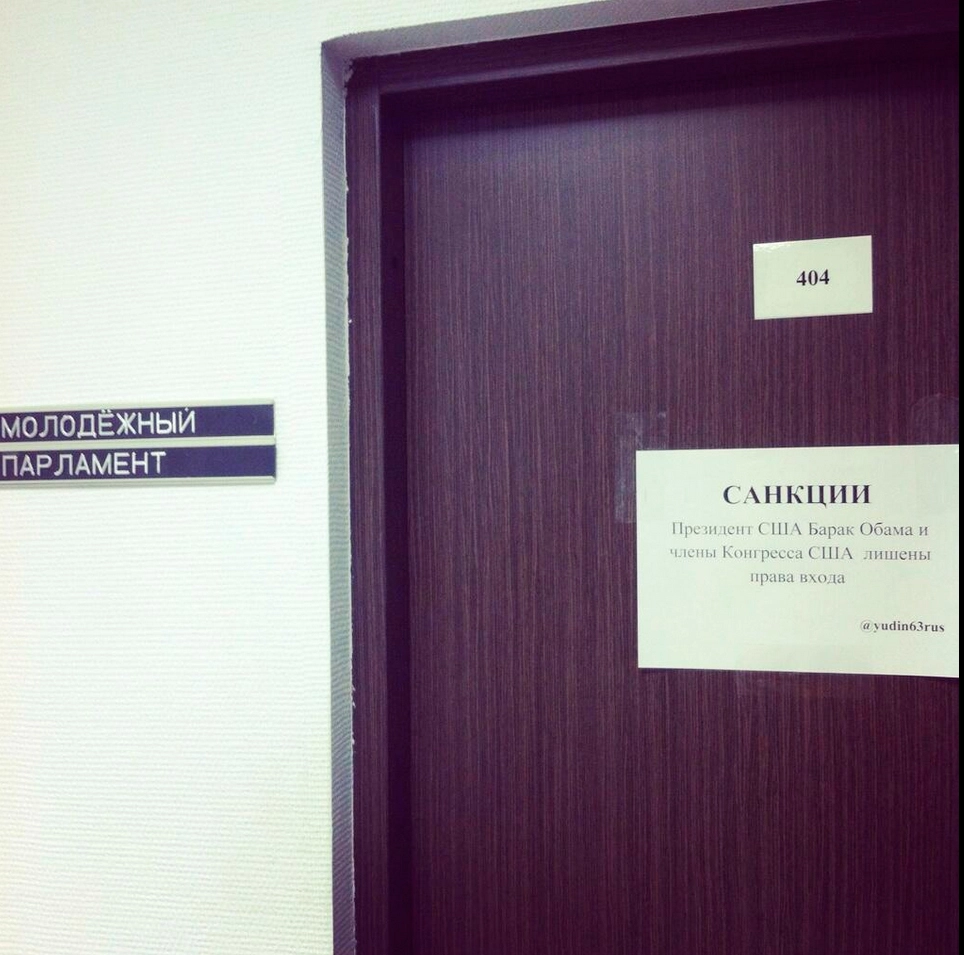 МОЛОДЁЖНЫЙ
ПАРЛАМЕНТ
404
САНКЦИИ
Президент США Барак Обама и
члены Конгресса США лишены
права входа
@yudin63rus